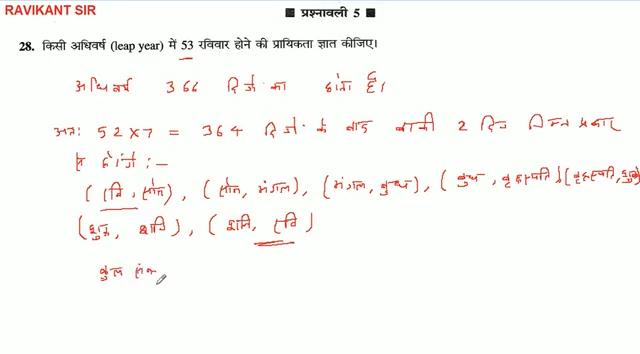 RAVIKANT SIR
प्रश्नावली 5
28. किसी अधिवर्ष (leap year) में 53 रविवार होने की प्रायिकता ज्ञात कीजिए।
अधिवर्ष 366 दिनों का होता है।
अतः 52×7 = 364 दिनों के बाद बाकी 2 दिन निम्न प्रकार
से होंगे :-
(रवि, सोम), (सोम, मंगल), (मंगल, बुध), (बुध, बृहस्पति), (बृहस्पति, शुक्र)
(शुक्र, शनि), (शनि, रवि)
कुल